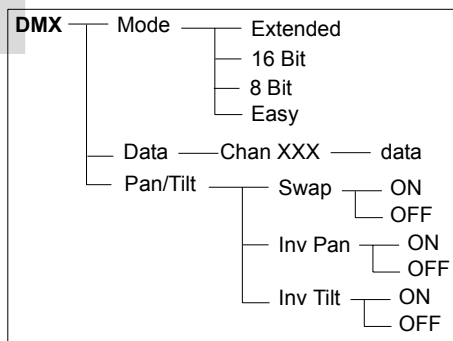 DMX Mode Extended
16 Bit
8 Bit
Easy
Data Chan XXX data
Pan/Tilt Swap ON
OFF
Inv Pan ON
OFF
Inv Tilt ON
OFF